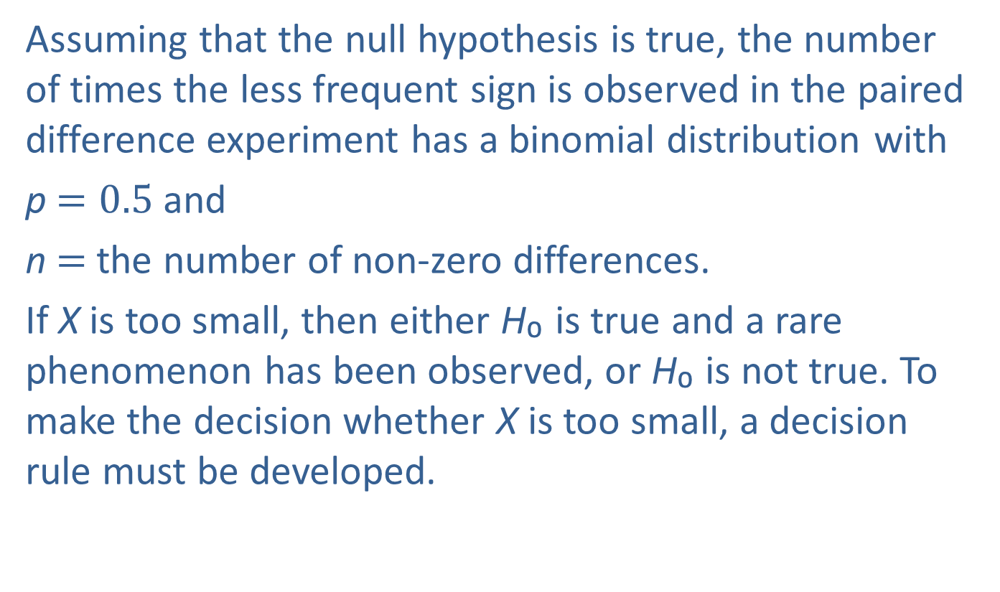 Assuming that the null hypothesis is true, the number
of times the less frequent sign is observed in the paired
difference experiment has a binomial distribution with
p = 0.5 and
n = the number of non-zero differences.
If X is too small, then either H₀ is true and a rare
phenomenon has been observed, or H₀ is not true. To
make the decision whether X is too small, a decision
rule must be developed.